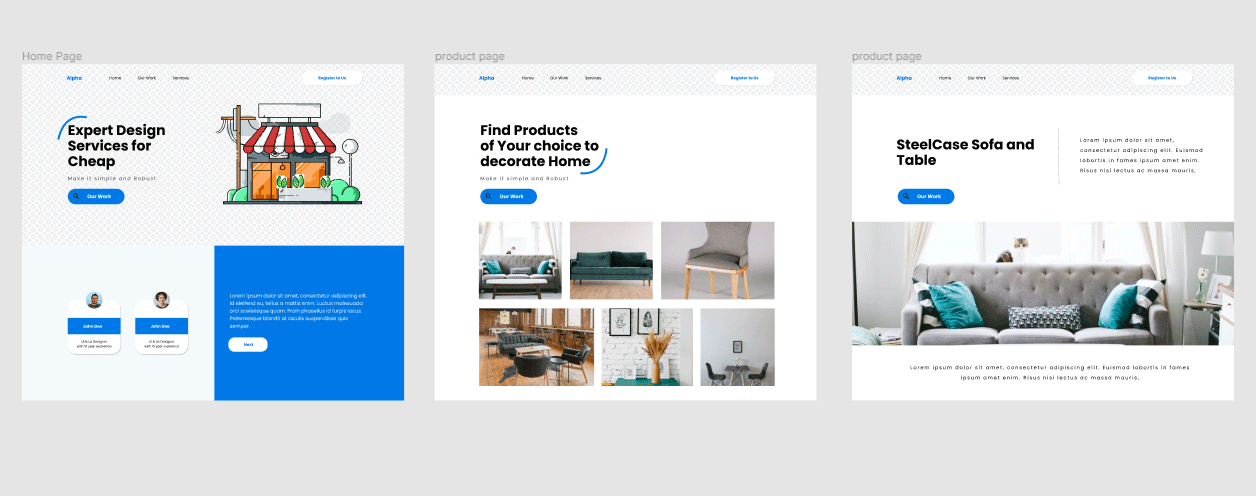 Home Page
Alpha Home Our Work Services Register to Us
Expert Design
Services for
Cheap
Make it simple and Robust
Our Work
John Doe
UI & Ux Designer
with 10 year exprience
John Doe
UI & Ux Designer
with 10 year exprience
Lorem ipsum dolor sit amet, consectetur adipiscing elit.
Id eleifend eu, tellus a mattis enim. Luctus malesuada
orci scelerisque quam. Proin phasellus id turpis lacus.
Pellentesque blandit at iaculis suspendisse quis
semper.
Next
product page
Alpha Home Our Work Services Register to Us
Find Products
of Your choice to
decorate Home
Make it simple and Robust
Our Work
product page
Alpha Home Our Work Services Register to Us
SteelCase Sofa and
Table
Our Work
Lorem ipsum dolor sit amet,
consectetur adipiscing elit. Euismod
lobortis in fames ipsum amet enim.
Risus nisi lectus ac massa mauris.
Lorem ipsum dolor sit amet, consectetur adipiscing elit. Euismod lobortis in fames
ipsum amet enim. Risus nisi lectus ac massa mauris.